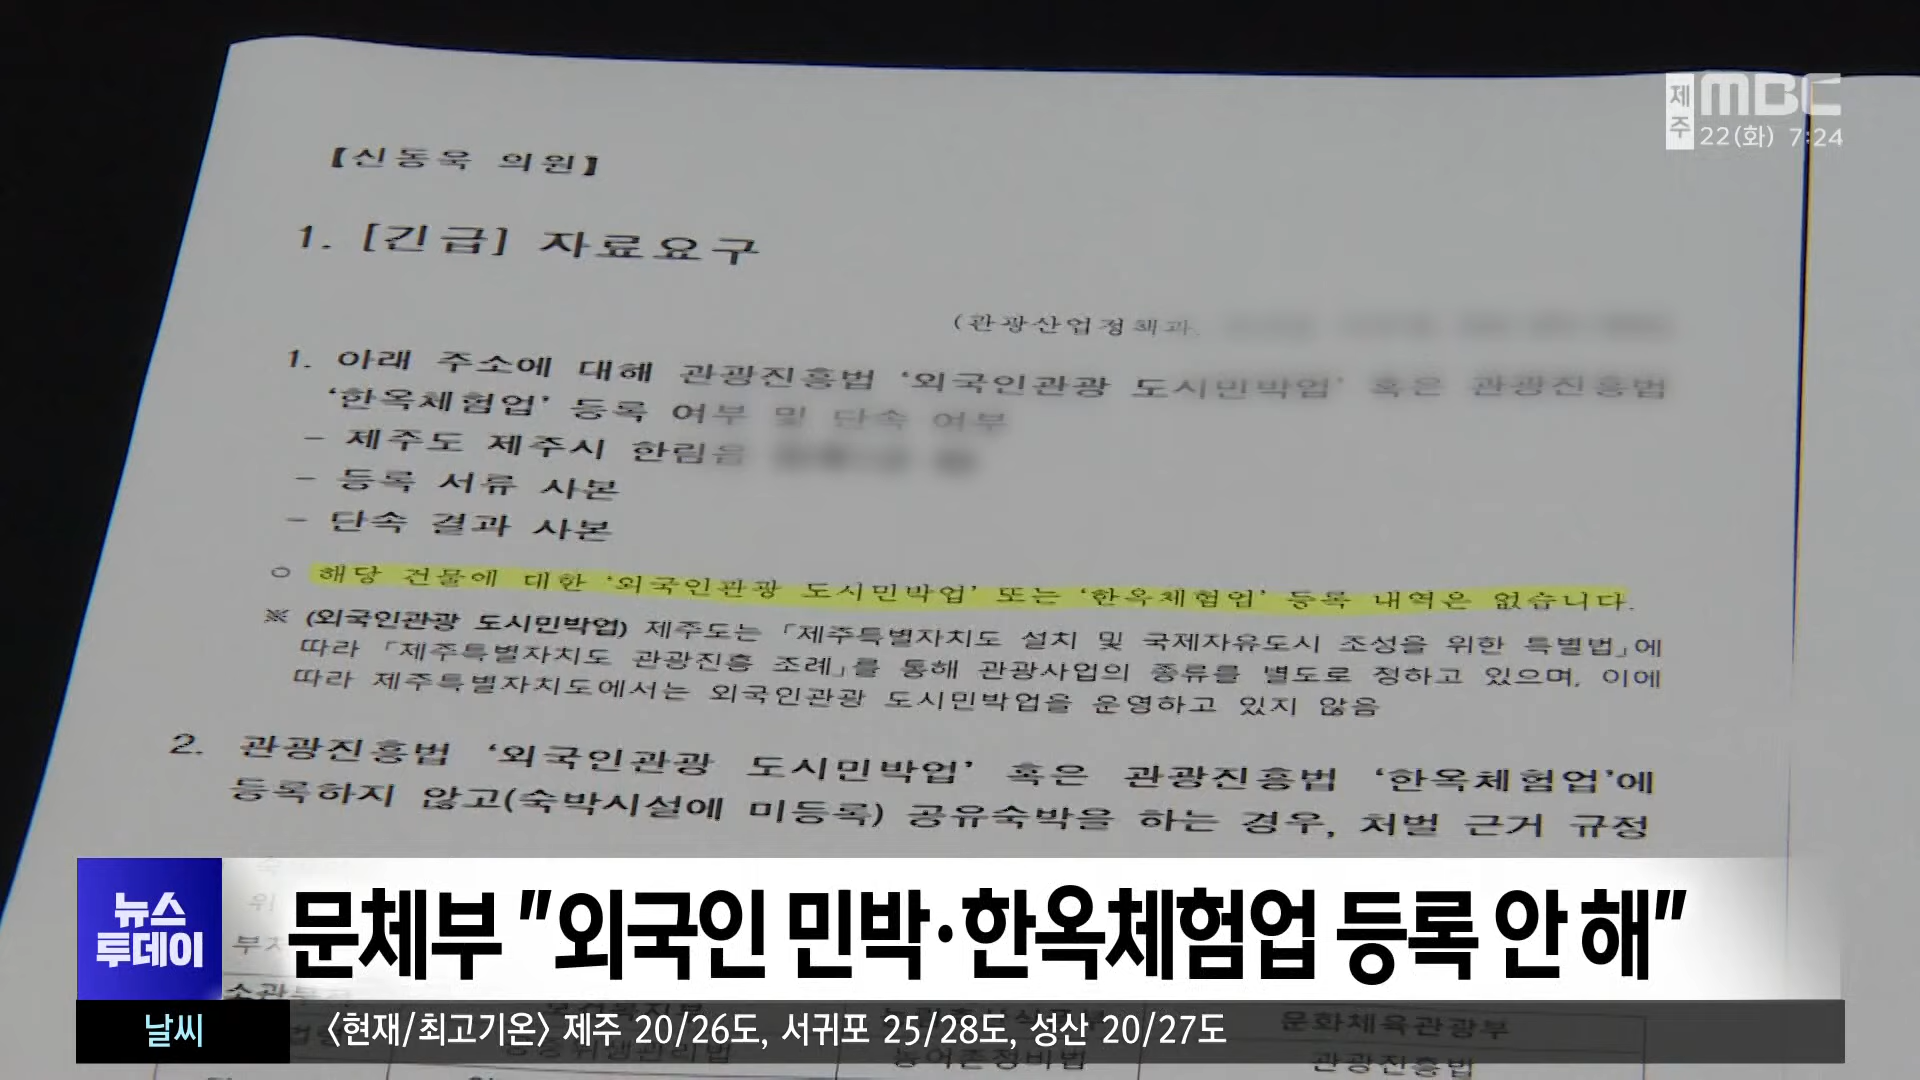 제주 MBC
22(화) 7:24
【신동욱 의원】
1. [긴급] 자료요구
(관광산업정책과,
1. 아래 주소에 대해 관광진흥법 ‘외국인관광 도시민박업’ 혹은 관광진흥법
‘한옥체험업’ 등록 여부 및 단속 여부
- 제주도 제주시 한림읍
- 등록 서류 사본
- 단속 결과 사본
○ 해당 건물에 대한 ‘외국인관광 도시민박업’ 또는 ‘한옥체험업’ 등록 내역은 없습니다.
※ (외국인관광 도시민박업) 제주도는 「제주특별자치도 설치 및 국제자유도시 조성을 위한 특별법」에
따라 「제주특별자치도 관광진흥 조례」를 통해 관광사업의 종류를 별도로 정하고 있으며, 이에
따라 제주특별자치도에서는 외국인관광 도시민박업을 운영하고 있지 않음
2. 관광진흥법 ‘외국인관광 도시민박업’ 혹은 관광진흥법 ‘한옥체험업’에
등록하지 않고(숙박시설에 미등록) 공유숙박을 하는 경우, 처벌 근거 규정
뉴스
투데이
문체부 "외국인 민박·한옥체험업 등록 안 해"
문화체육관광부
날씨
<현재/최고기온> 제주 20/26도, 서귀포 25/28도, 성산 20/27도
공중위생관리법 농어촌정비법 관광진흥법